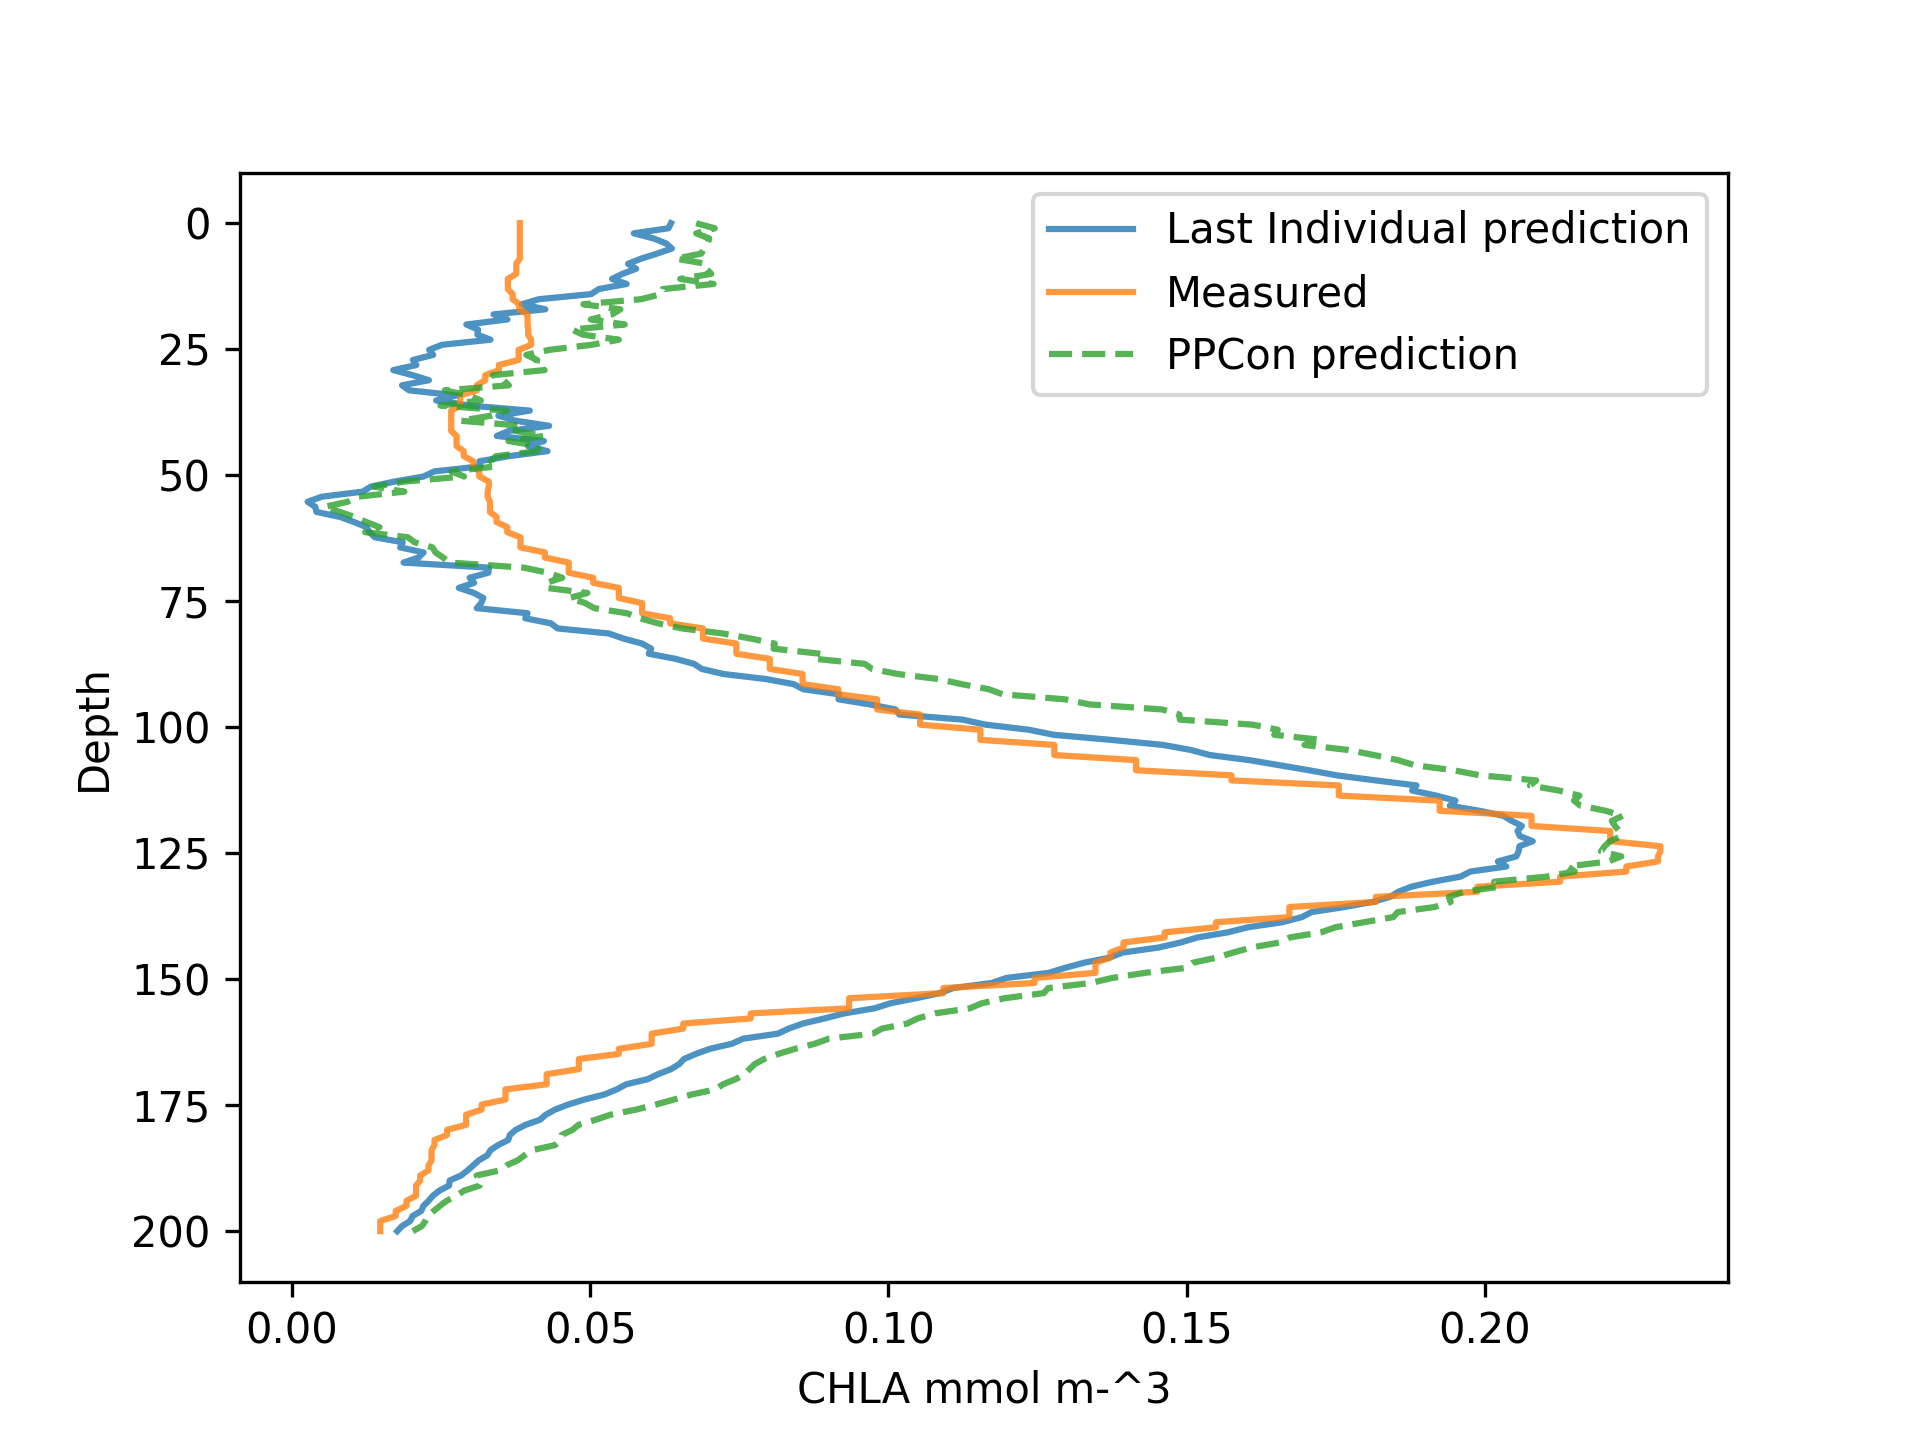 Last Individual prediction
Measured
PPCon prediction
0
25
50
75
100
125
150
175
200
Depth
0.00 0.05 0.10 0.15 0.20
CHLA mmol m-^3